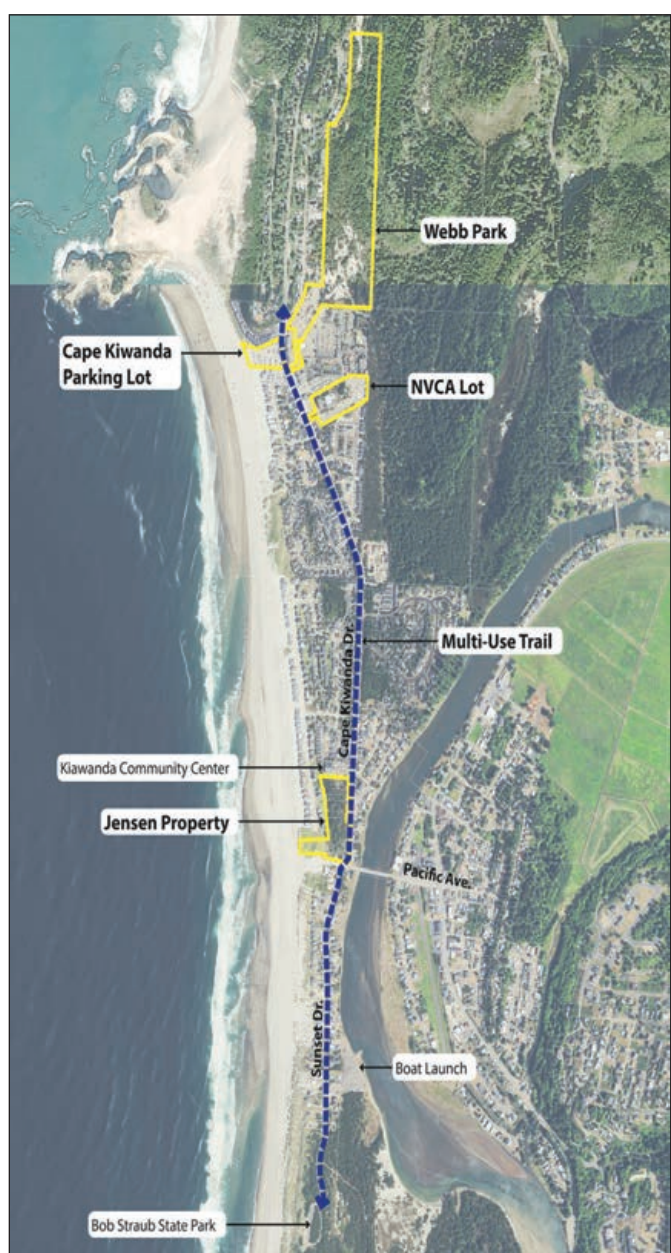 Webb Park
Cape Kiwanda
Parking Lot
NVCA Lot
Multi-Use Trail
Cape Kiwanda Dr.
Kiawanda Community Center
Jensen Property
Pacific Ave.
Sunset Dr.
Boat Launch
Bob Straub State Park